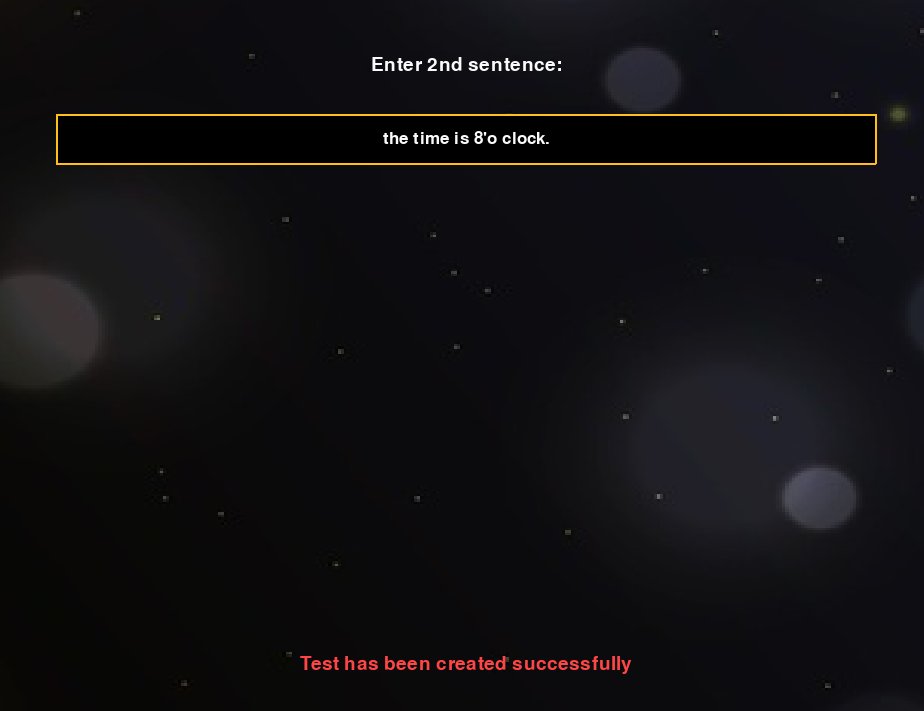 Enter 2nd sentence:
the time is 8'o clock.
Test has been created successfully